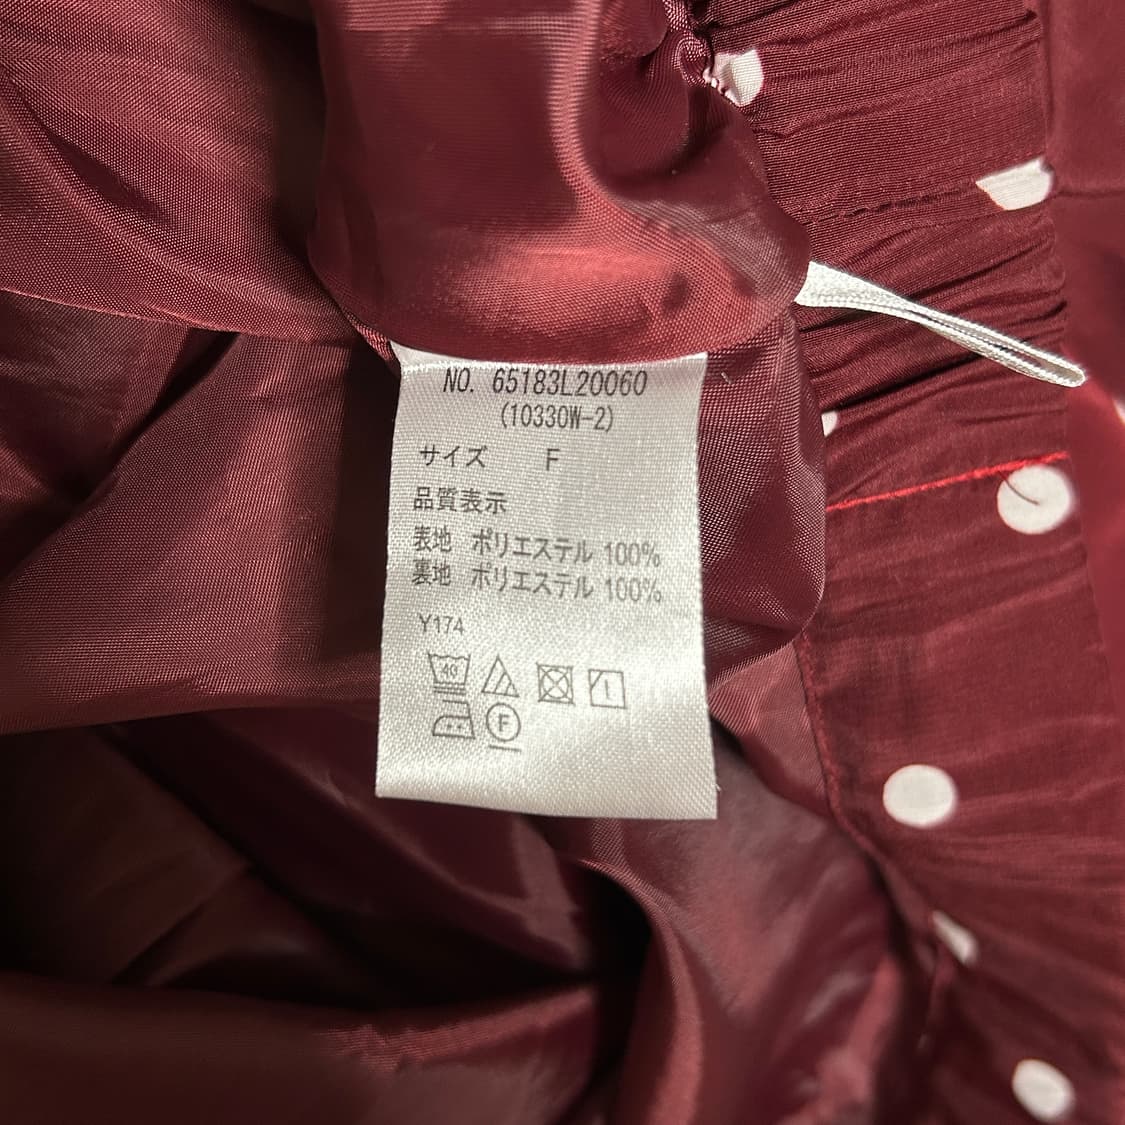 NO. 65183L20060
(10330W-2)
サイズ F
品質表示
表地 ポリエステル 100%
裏地 ポリエステル 100%
Y174
40
F